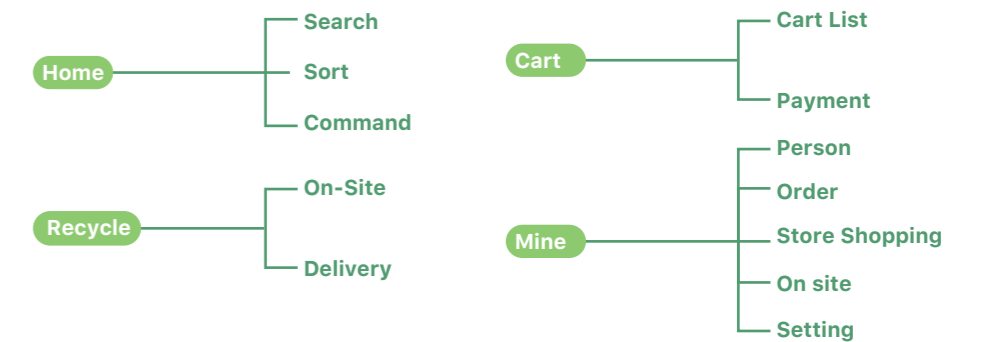 Home
Search
Sort
Command
Recycle
On-Site
Delivery
Cart
Cart List
Payment
Mine
Person
Order
Store Shopping
On site
Setting